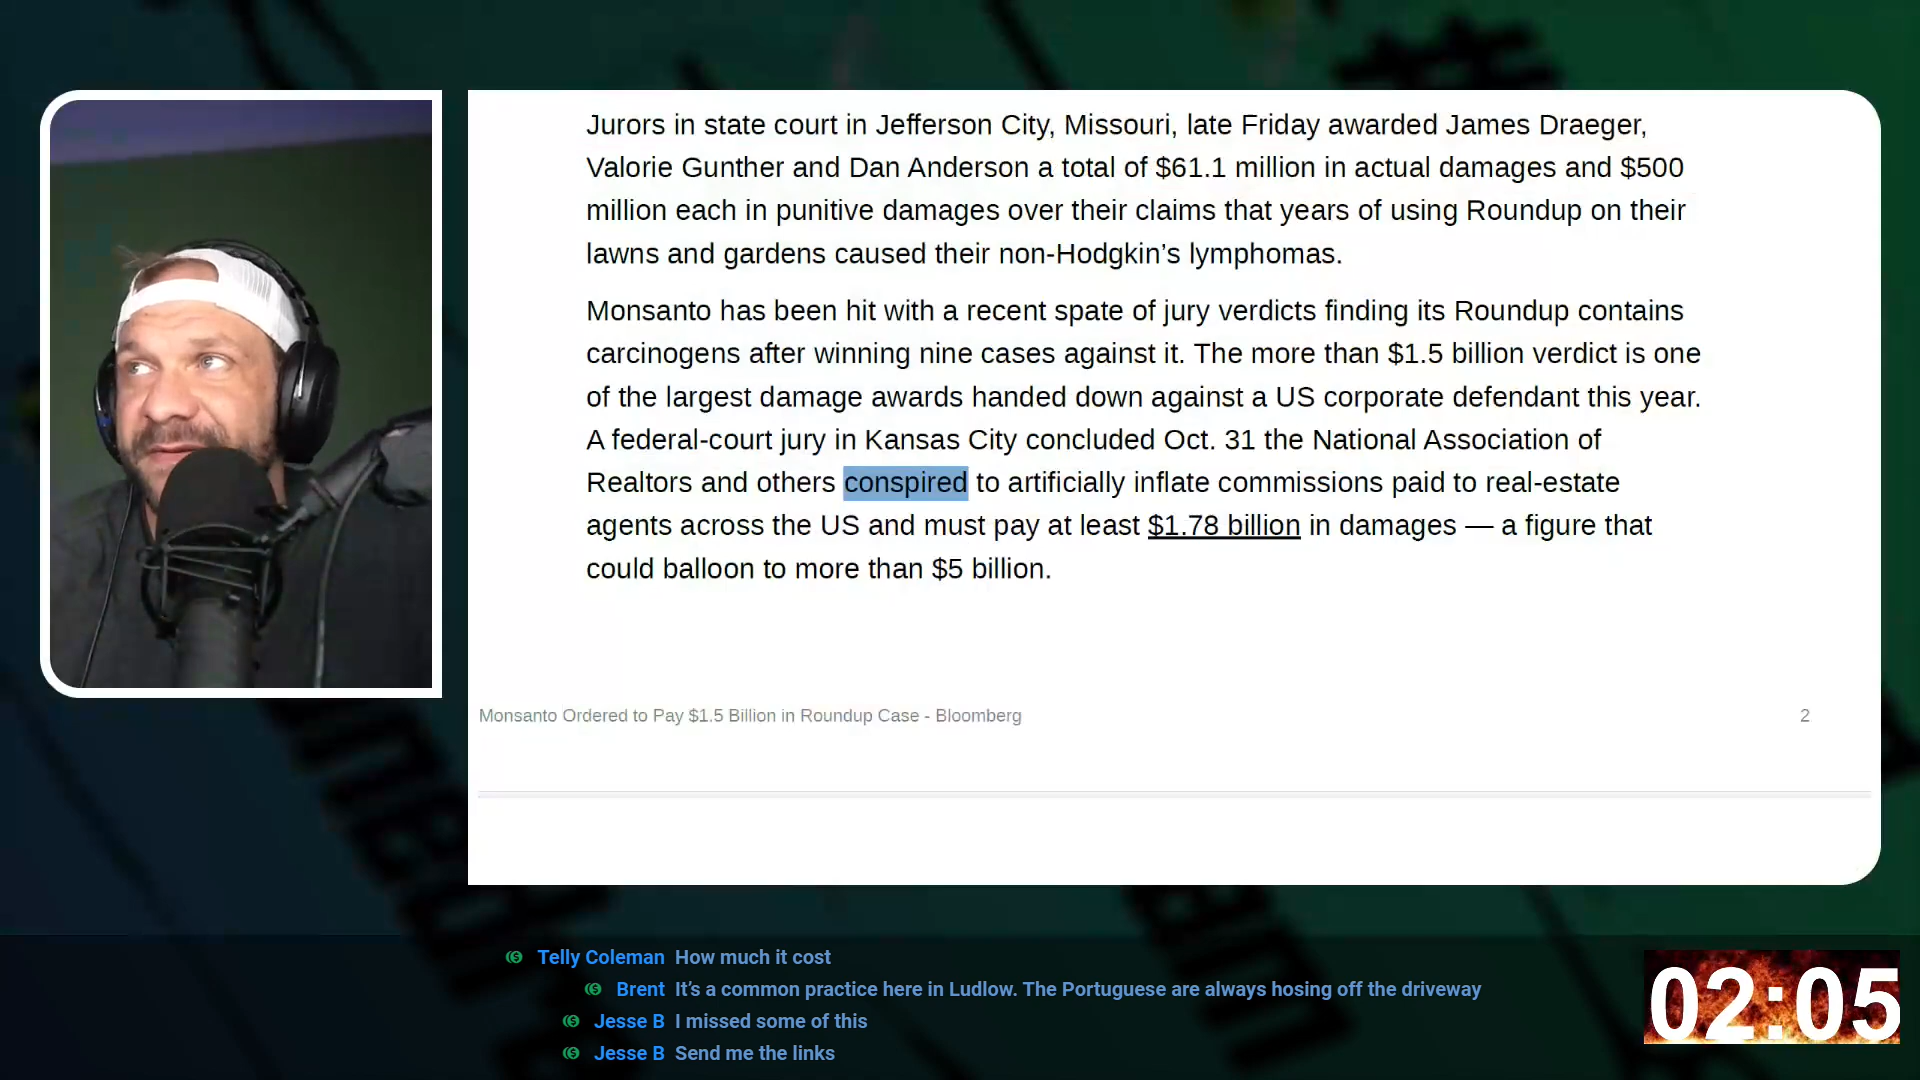 Jurors in state court in Jefferson City, Missouri, late Friday awarded James Draeger,
Valorie Gunther and Dan Anderson a total of $61.1 million in actual damages and $500
million each in punitive damages over their claims that years of using Roundup on their
lawns and gardens caused their non-Hodgkin’s lymphomas.
Monsanto has been hit with a recent spate of jury verdicts finding its Roundup contains
carcinogens after winning nine cases against it. The more than $1.5 billion verdict is one
of the largest damage awards handed down against a US corporate defendant this year.
A federal-court jury in Kansas City concluded Oct. 31 the National Association of
Realtors and others conspired to artificially inflate commissions paid to real-estate
agents across the US and must pay at least $1.78 billion in damages — a figure that
could balloon to more than $5 billion.
Monsanto Ordered to Pay $1.5 Billion in Roundup Case - Bloomberg 2
Telly Coleman How much it cost
Brent It’s a common practice here in Ludlow. The Portuguese are always hosing off the driveway
Jesse B I missed some of this
Jesse B Send me the links
02:05